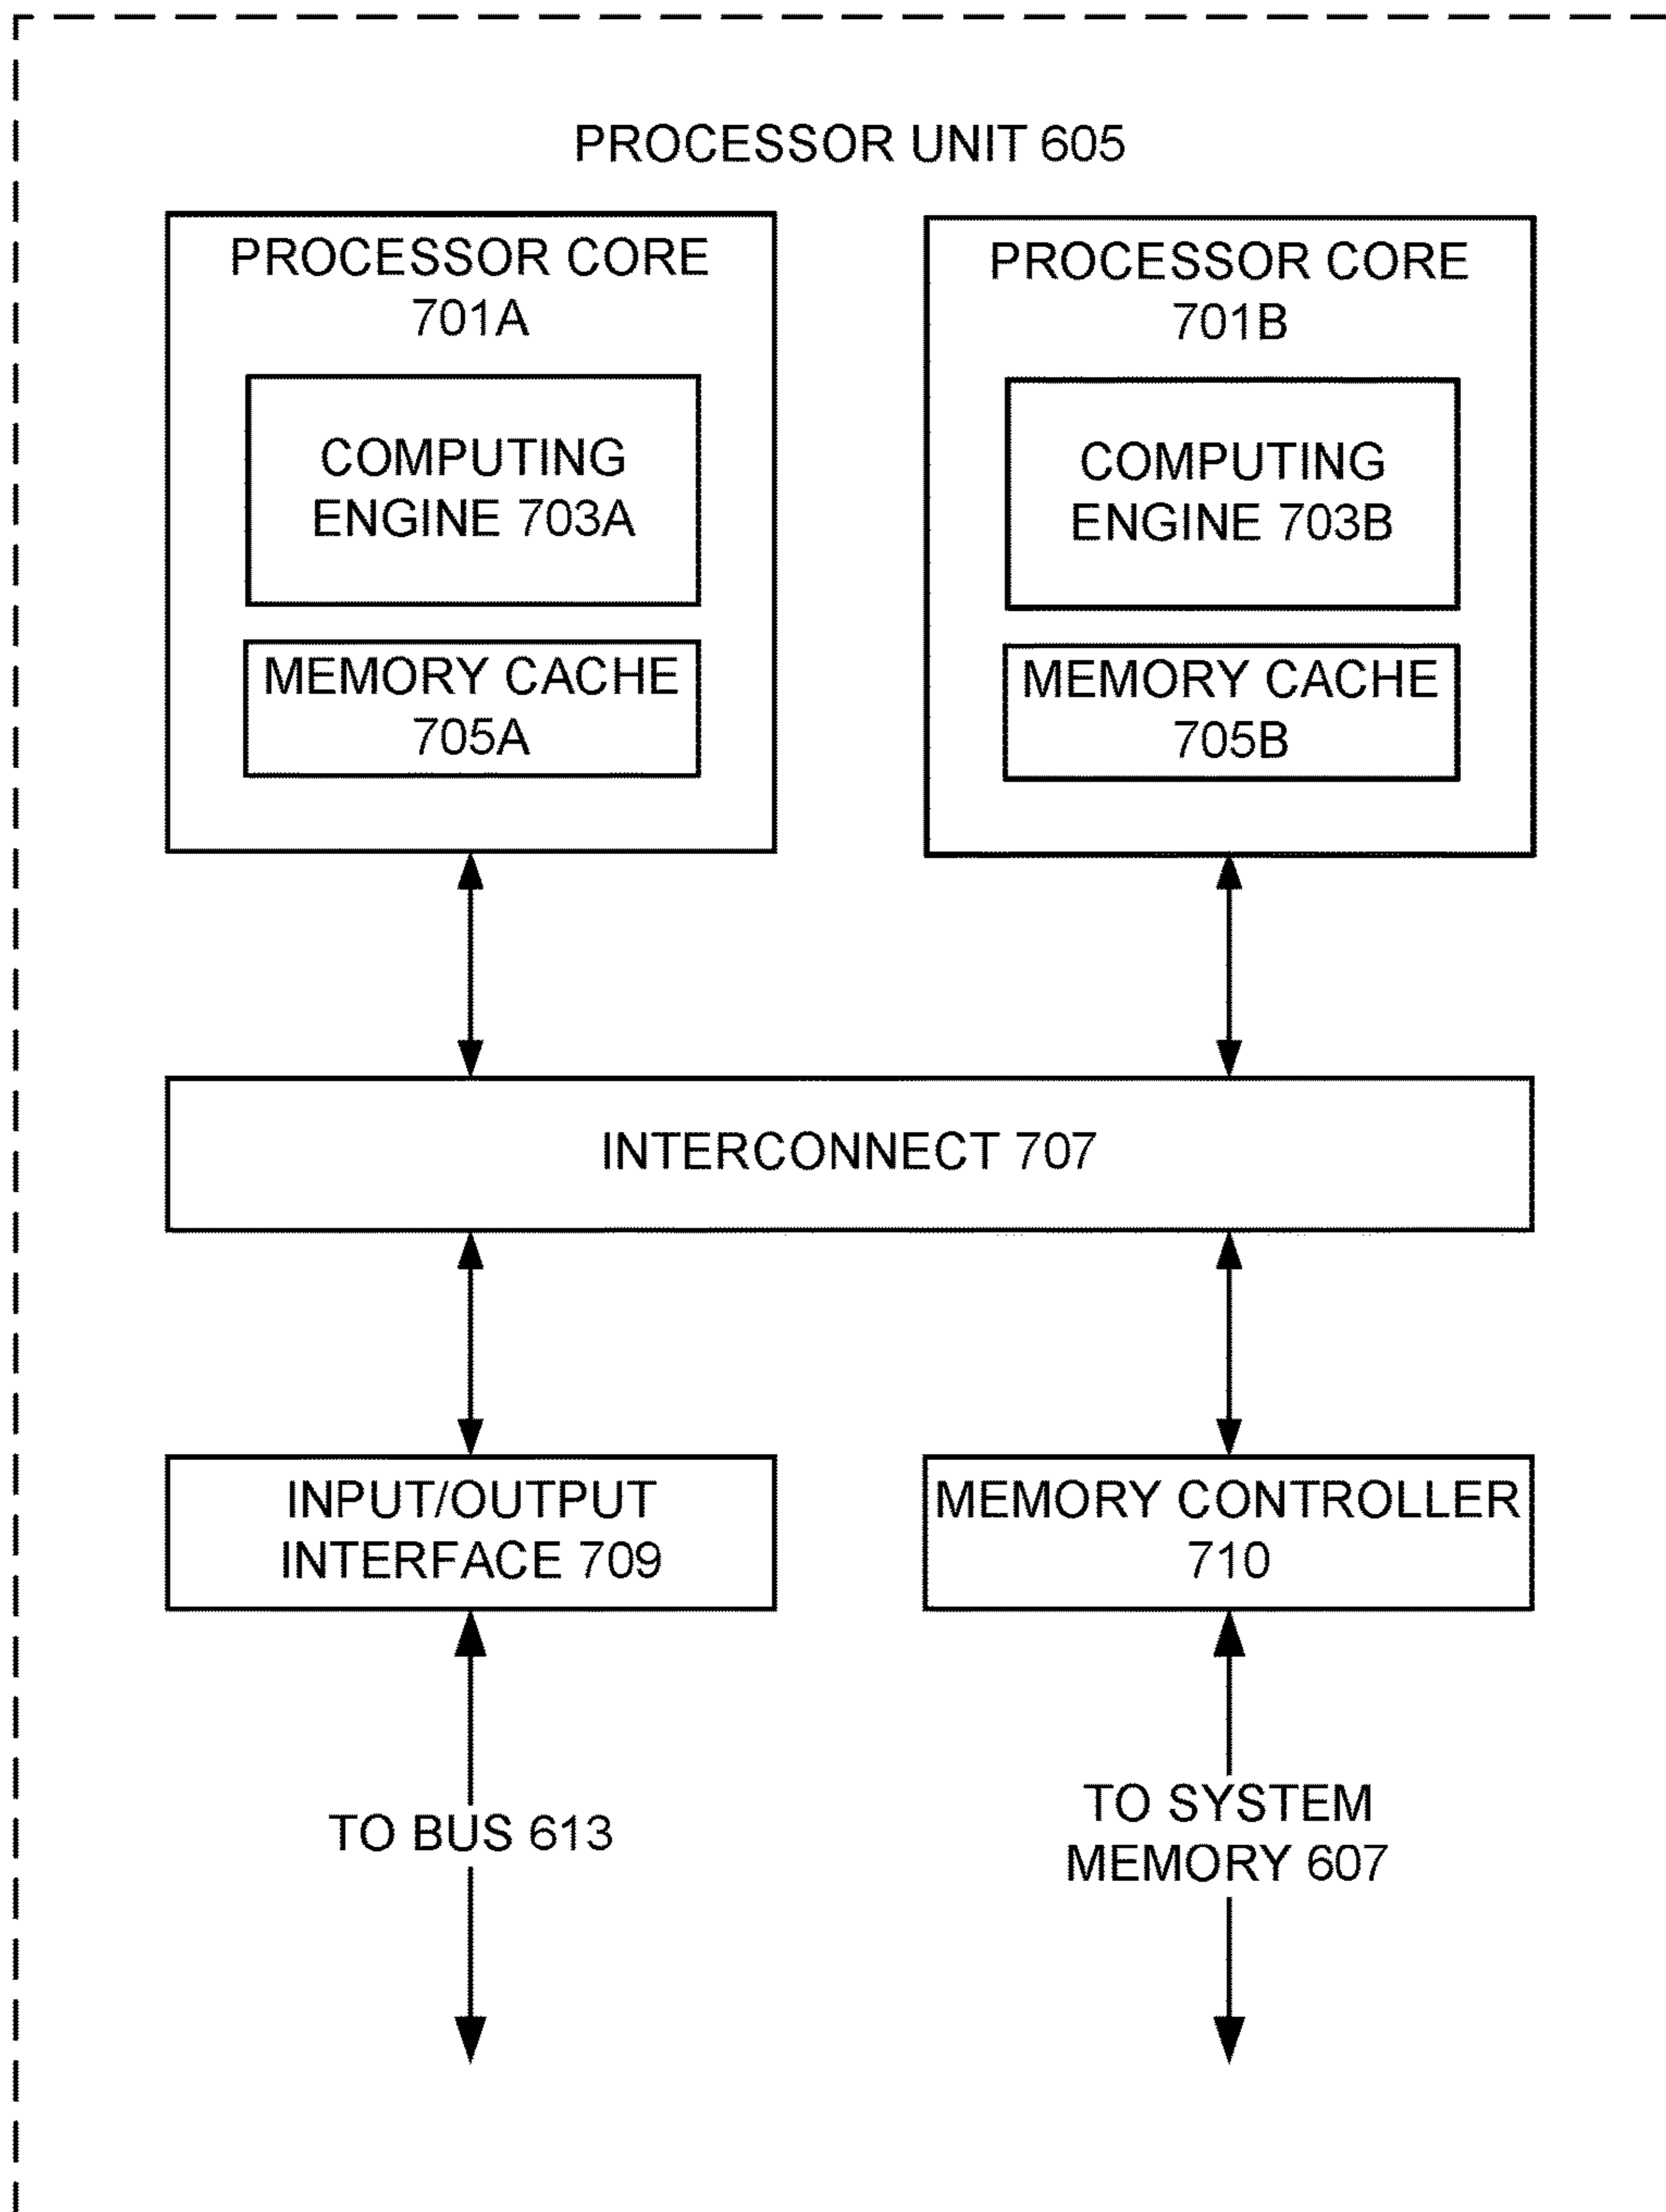 PROCESSOR UNIT 605
PROCESSOR CORE
701A
COMPUTING
ENGINE 703A
MEMORY CACHE
705A
PROCESSOR CORE
701B
COMPUTING
ENGINE 703B
MEMORY CACHE
705B
INTERCONNECT 707
INPUT/OUTPUT
INTERFACE 709
MEMORY CONTROLLER
710
TO BUS 613
TO SYSTEM
MEMORY 607